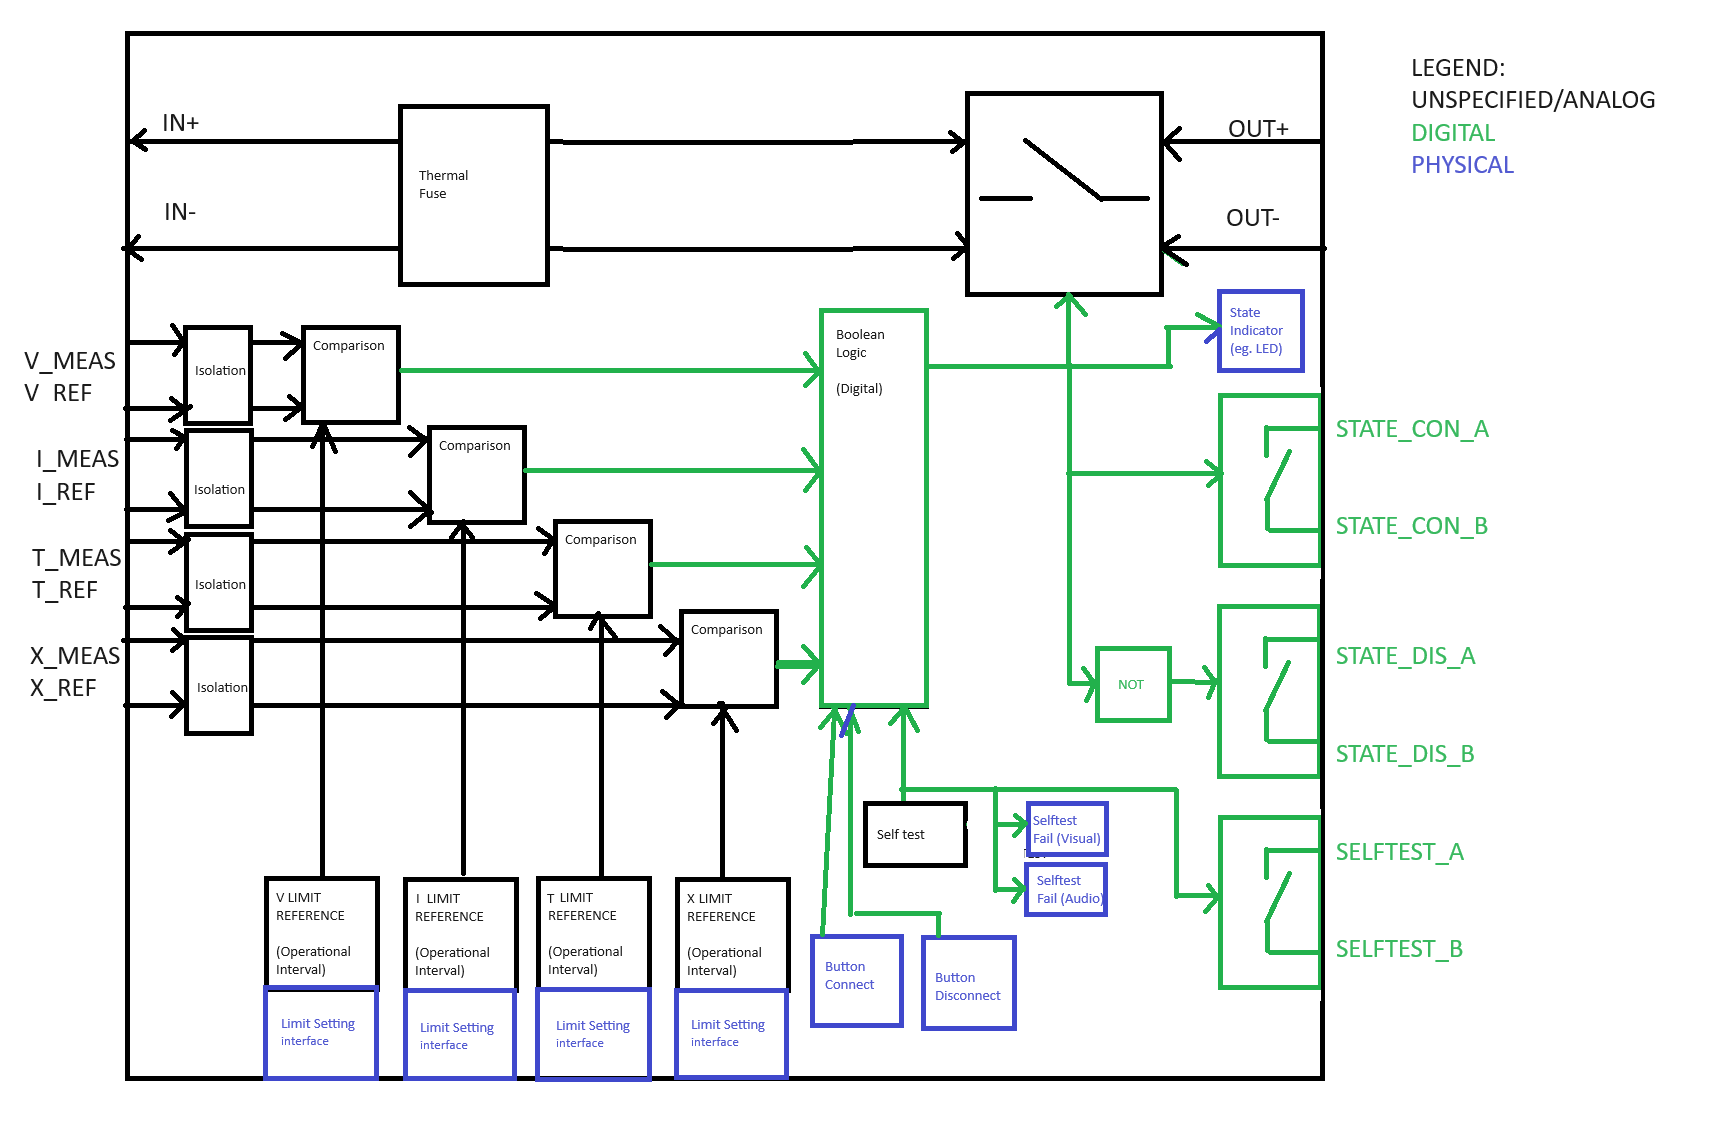 LEGEND:
UNSPECIFIED/ANALOG
DIGITAL
PHYSICAL
IN+
OUT+
Thermal
Fuse
IN-
OUT-
State
Indicator
(eg. LED)
Boolean
Logic
(Digital)
V_MEAS
V_REF
Isolation
Comparison
I_MEAS
I_REF
Isolation
Comparison
T_MEAS
T_REF
Isolation
Comparison
X_MEAS
X_REF
Isolation
Comparison
STATE_CON_A
STATE_CON_B
NOT
STATE_DIS_A
STATE_DIS_B
Self test
Selftest
Fail (Visual)
Selftest
Fail (Audio)
SELFTEST_A
SELFTEST_B
V LIMIT
REFERENCE
(Operational
Interval)
Limit Setting
interface
I LIMIT
REFERENCE
(Operational
Interval)
Limit Setting
interface
T LIMIT
REFERENCE
(Operational
Interval)
Limit Setting
interface
X LIMIT
REFERENCE
(Operational
Interval)
Limit Setting
interface
Button
Connect
Button
Disconnect